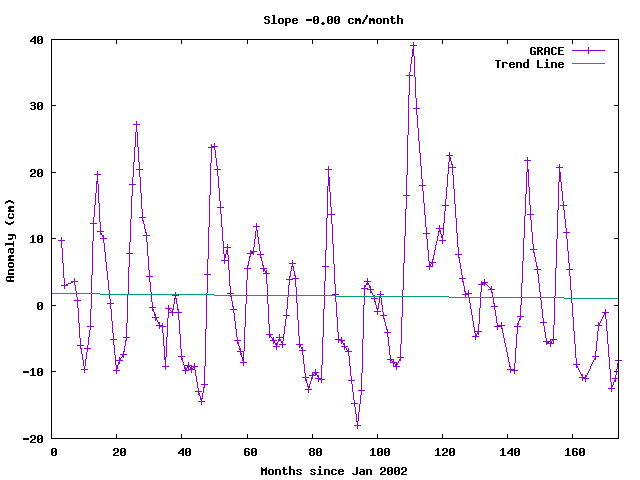 Slope -0.00 cm/month
GRACE
Trend Line
40
30
20
10
0
-10
-20
Anomaly (cm)
0 20 40 60 80 100 120 140 160
Months since Jan 2002